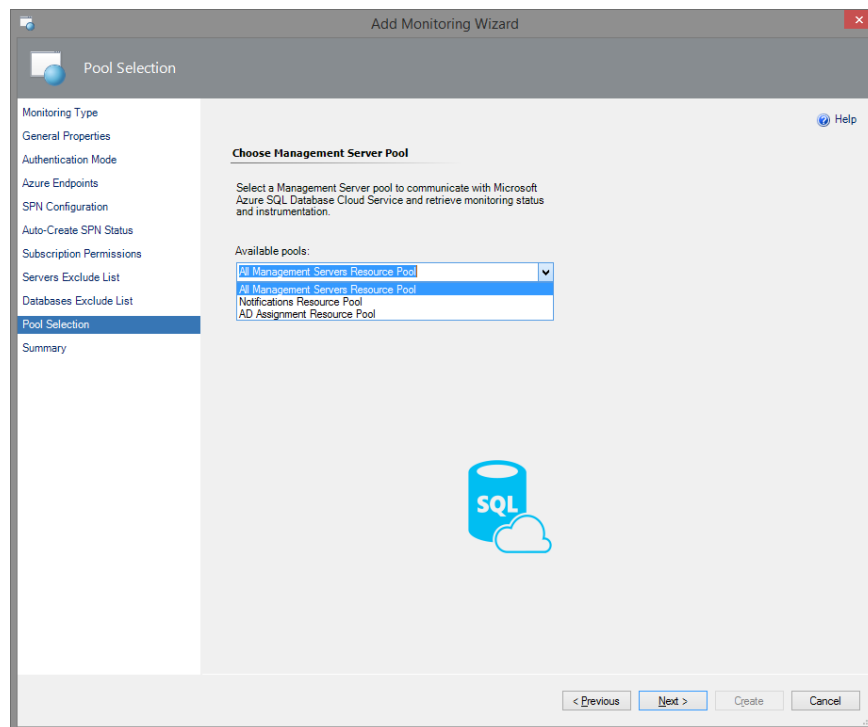 Add Monitoring Wizard
Pool Selection
Monitoring Type
General Properties
Authentication Mode
Azure Endpoints
SPN Configuration
Auto-Create SPN Status
Subscription Permissions
Servers Exclude List
Databases Exclude List
Pool Selection
Summary
Help
Choose Management Server Pool
Select a Management Server pool to communicate with Microsoft
Azure SQL Database Cloud Service and retrieve monitoring status
and instrumentation.
Available pools:
All Management Servers Resource Pool
All Management Servers Resource Pool
Notifications Resource Pool
AD Assignment Resource Pool
SQL
< Previous
Next >
Create
Cancel